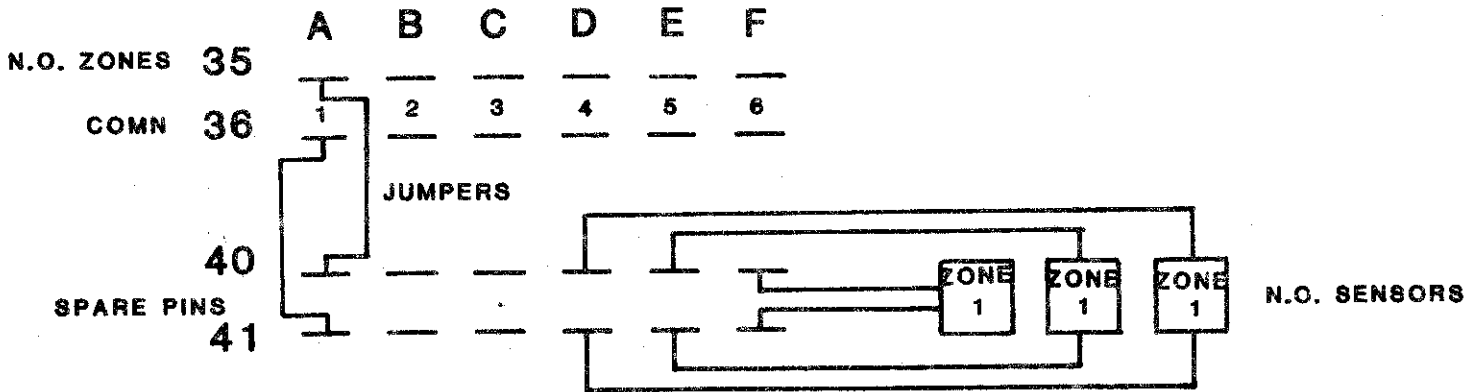 A B C D E F
N.O. ZONES 35
1 2 3 4 5 6
COMN 36
JUMPERS
40
ZONE 1 ZONE 1 ZONE 1
N.O. SENSORS
SPARE PINS
41